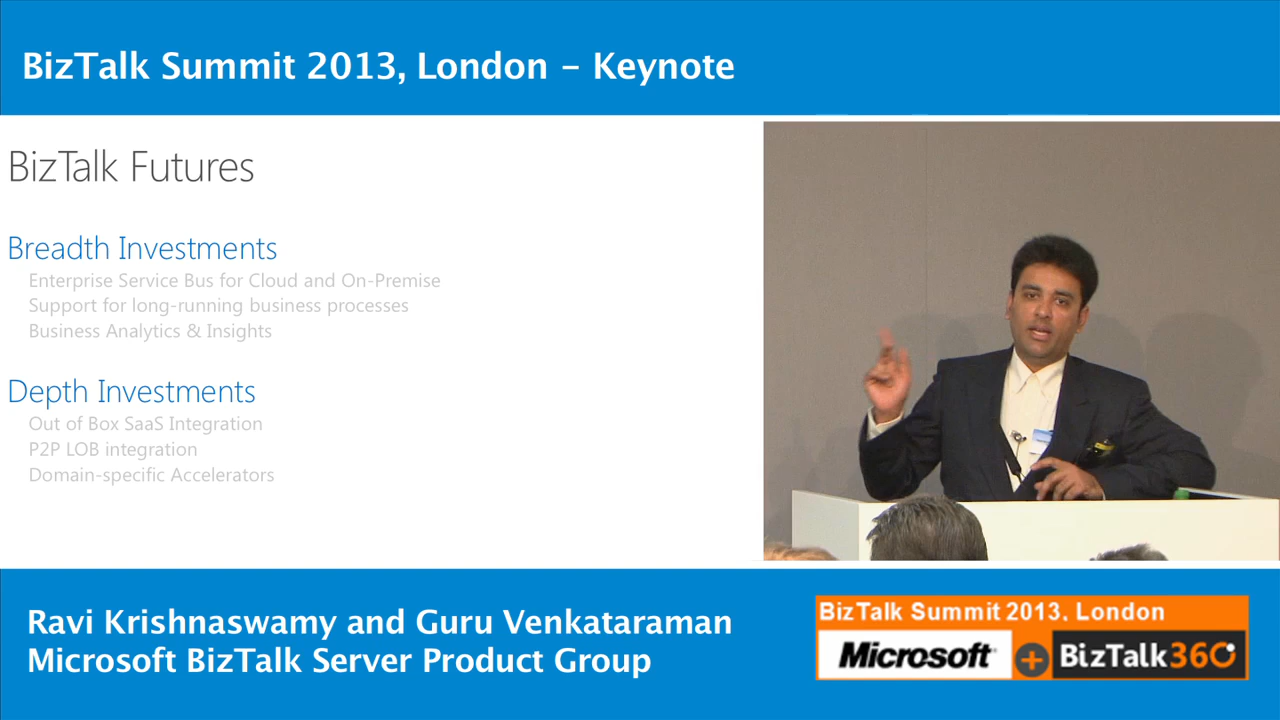 BizTalk Summit 2013, London - Keynote
BizTalk Futures
Breadth Investments
Enterprise Service Bus for Cloud and On-Premise
Support for long-running business processes
Business Analytics & Insights
Depth Investments
Out of Box SaaS Integration
P2P LOB integration
Domain-specific Accelerators
Ravi Krishnaswamy and Guru Venkataraman
Microsoft BizTalk Server Product Group
BizTalk Summit 2013. London
Microsoft + BizTalk360